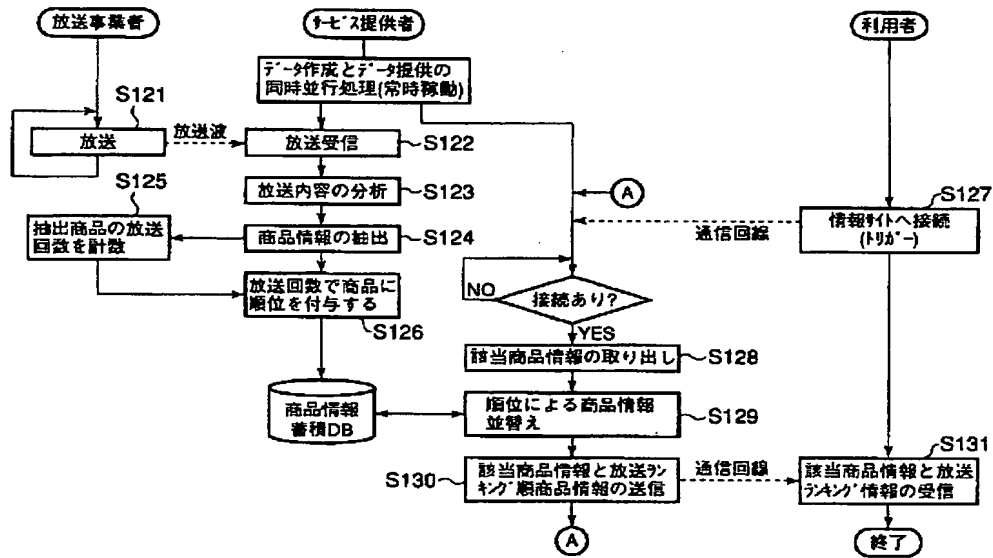 放送事業者
サービス提供者
利用者
データ作成とデータ提供の
同時並行処理(常時稼動)
S121
放送
放送波
放送受信
S122
S125
放送内容の分析
S123
A
S127
抽出商品の放送
回数を計数
商品情報の抽出
S124
通信回線
情報サイトへ接続
(トリガー)
放送回数で商品に
順位を付与する
S126
NO
接続あり?
YES
該当商品情報の取り出し
S128
商品情報
蓄積DB
順位による商品情報
並替え
S129
S130
該当商品情報と放送ラン
キング順商品情報の送信
通信回線
S131
該当商品情報と放送
ランキング情報の受信
A
終了